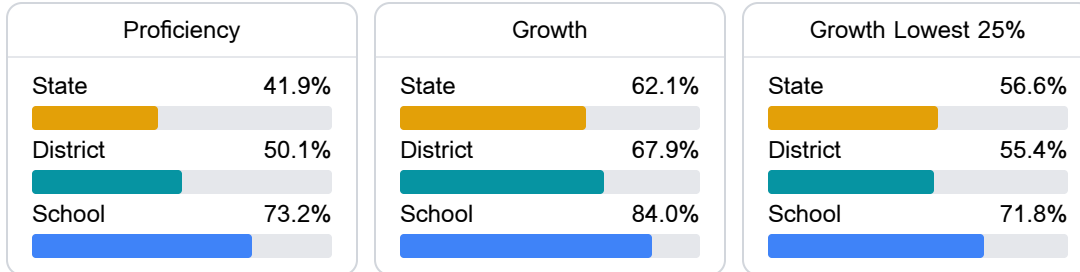 Proficiency
State 41.9%
District 50.1%
School 73.2%
Growth
State 62.1%
District 67.9%
School 84.0%
Growth Lowest 25%
State 56.6%
District 55.4%
School 71.8%